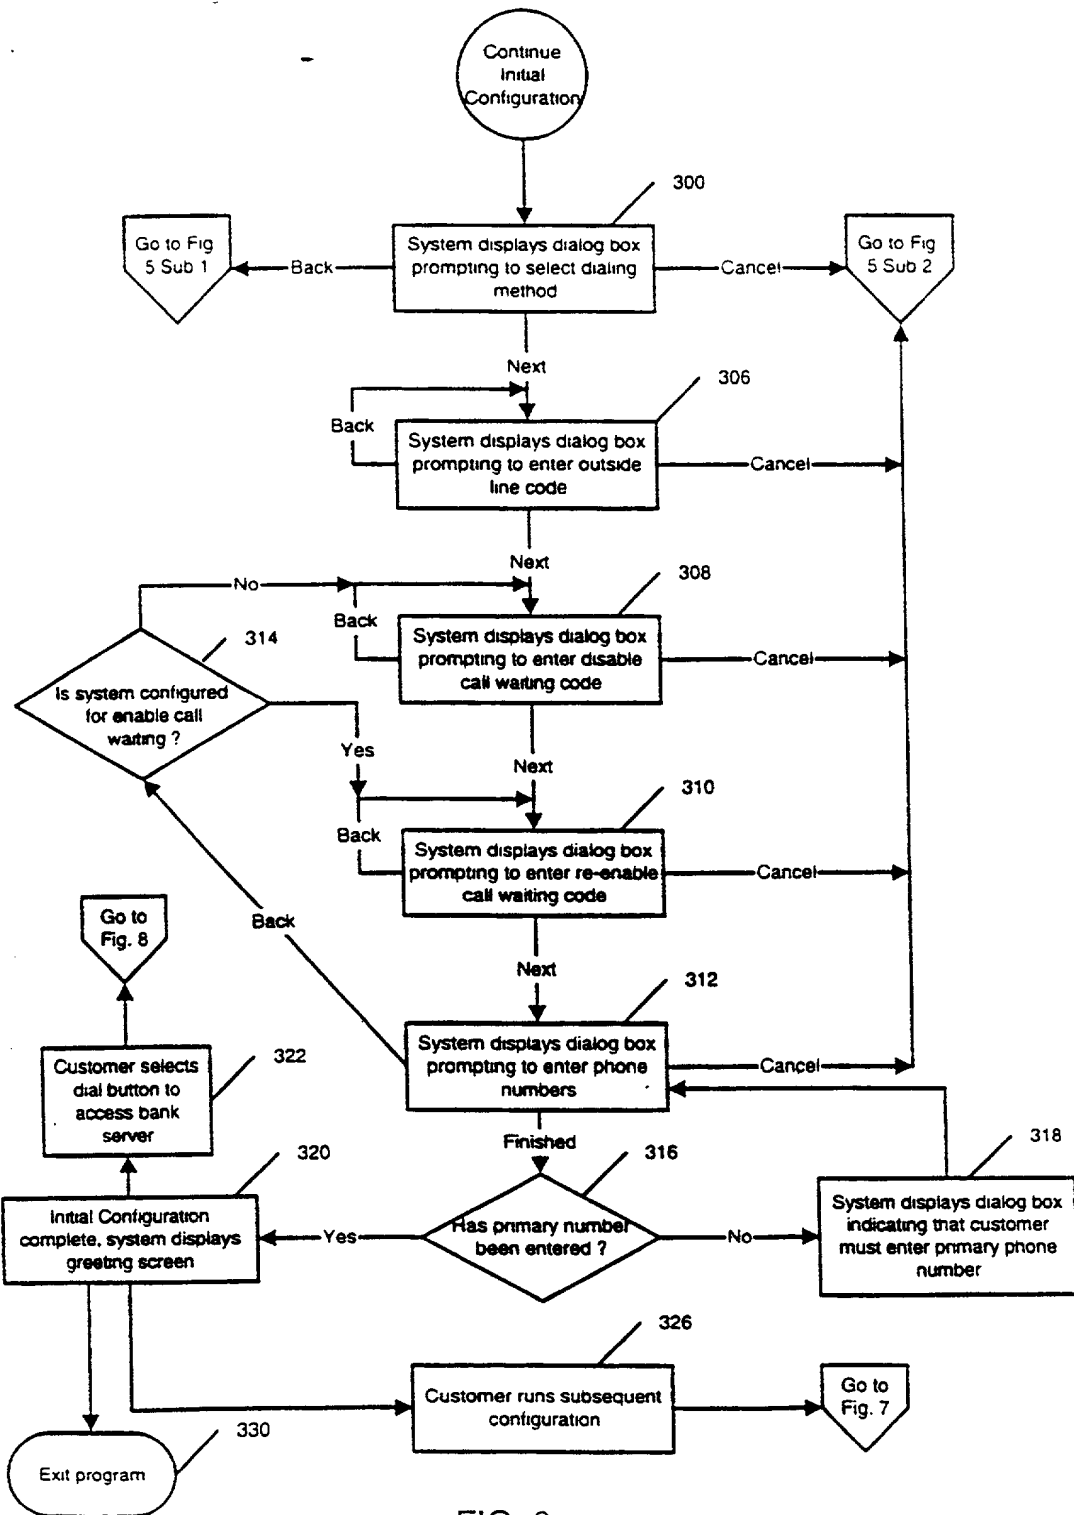 Continue
Initial
Configuration
300
Go to Fig
5 Sub 1
Back
System displays dialog box
prompting to select dialing
method
Cancel
Go to Fig
5 Sub 2
Next
306
Back
System displays dialog box
prompting to enter outside
line code
Cancel
Next
308
No
Back
314
System displays dialog box
prompting to enter disable
call waiting code
Cancel
Is system configured
for enable call
waiting ?
Yes
Next
310
Back
System displays dialog box
prompting to enter re-enable
call waiting code
Cancel
Go to
Fig. 8
Back
Next
312
System displays dialog box
prompting to enter phone
numbers
Cancel
322
Customer selects
dial button to
access bank
server
Finished
316
318
320
Initial Configuration
complete, system displays
greeting screen
Yes
Has primary number
been entered ?
No
System displays dialog box
indicating that customer
must enter primary phone
number
326
Customer runs subsequent
configuration
Go to
Fig. 7
330
Exit program